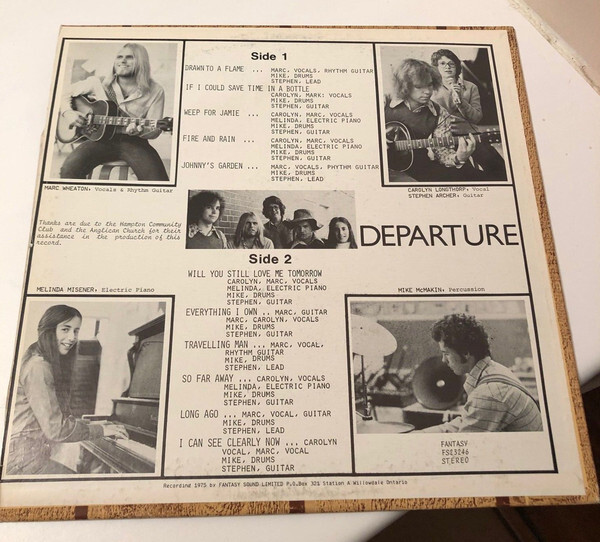 Side 1
DRAWN TO A FLAME ... MARC, VOCALS, RHYTHM GUITAR
MIKE, DRUMS
STEPHEN, LEAD
IF I COULD SAVE TIME IN A BOTTLE
CAROLYN, MARK: VOCALS
MIKE, DRUMS
STEPHEN, GUITAR
WEEP FOR JAMIE ... CAROLYN, MARC, VOCALS
MELINDA, ELECTRIC PIANO
MIKE, DRUMS
STEPHEN, GUITAR
FIRE AND RAIN ... CAROLYN, MARC, VOCALS
MELINDA, ELECTRIC PIANO
MIKE, DRUMS
STEPHEN, GUITAR
JOHNNY'S GARDEN ... MARC, VOCALS, PHYTHM GUITAR
MIKE, DRUMS
STEPHEN, LEAD
MARC WHEATON, Vocals & Rhythm Guitar
CAROLYN LONGTHORP, Vocal
STEPHEN ARCHER, Guitar
Thanks are due to the Hampton Community
Club and the Anglican Church for their
assistance in the production of this
record.
DEPARTURE
Side 2
WILL YOU STILL LOVE ME TOMORROW
CAROLYN, MARC, VOCALS
MELINDA, ELECTRIC PIANO
MIKE, DRUMS
STEPHEN, GUITAR
EVERYTHING I OWN .. MARC, GUITAR
MARC, CAROLYN, VOCALS
MIKE, DRUMS
STEPHEN, GUITAR
TRAVELLING MAN ... MARC, VOCAL,
RHYTHM GUITAR
MIKE, DRUMS
STEPHEN, LEAD
SO FAR AWAY ... CAROLYN, VOCALS
MELINDA, ELECTRIC PIANO
MIKE, DRUMS
STEPHEN, GUITAR
LONG AGO ... MARC, VOCAL, GUITAR
MIKE, DRUMS
STEPHEN, LEAD
I CAN SEE CLEARLY NOW ... CAROLYN
VOCAL, MARC, VOCAL
MIKE, DRUMS
STEPHEN, GUITAR
MELINDA MISENER, Electric Piano
MIKE McMAKIN, Percussion
FANTASY
FS13246
STEREO
Recording 1975 by FANTASY SOUND LIMITED P.O.Box 321 Station A Willowdale Ontario